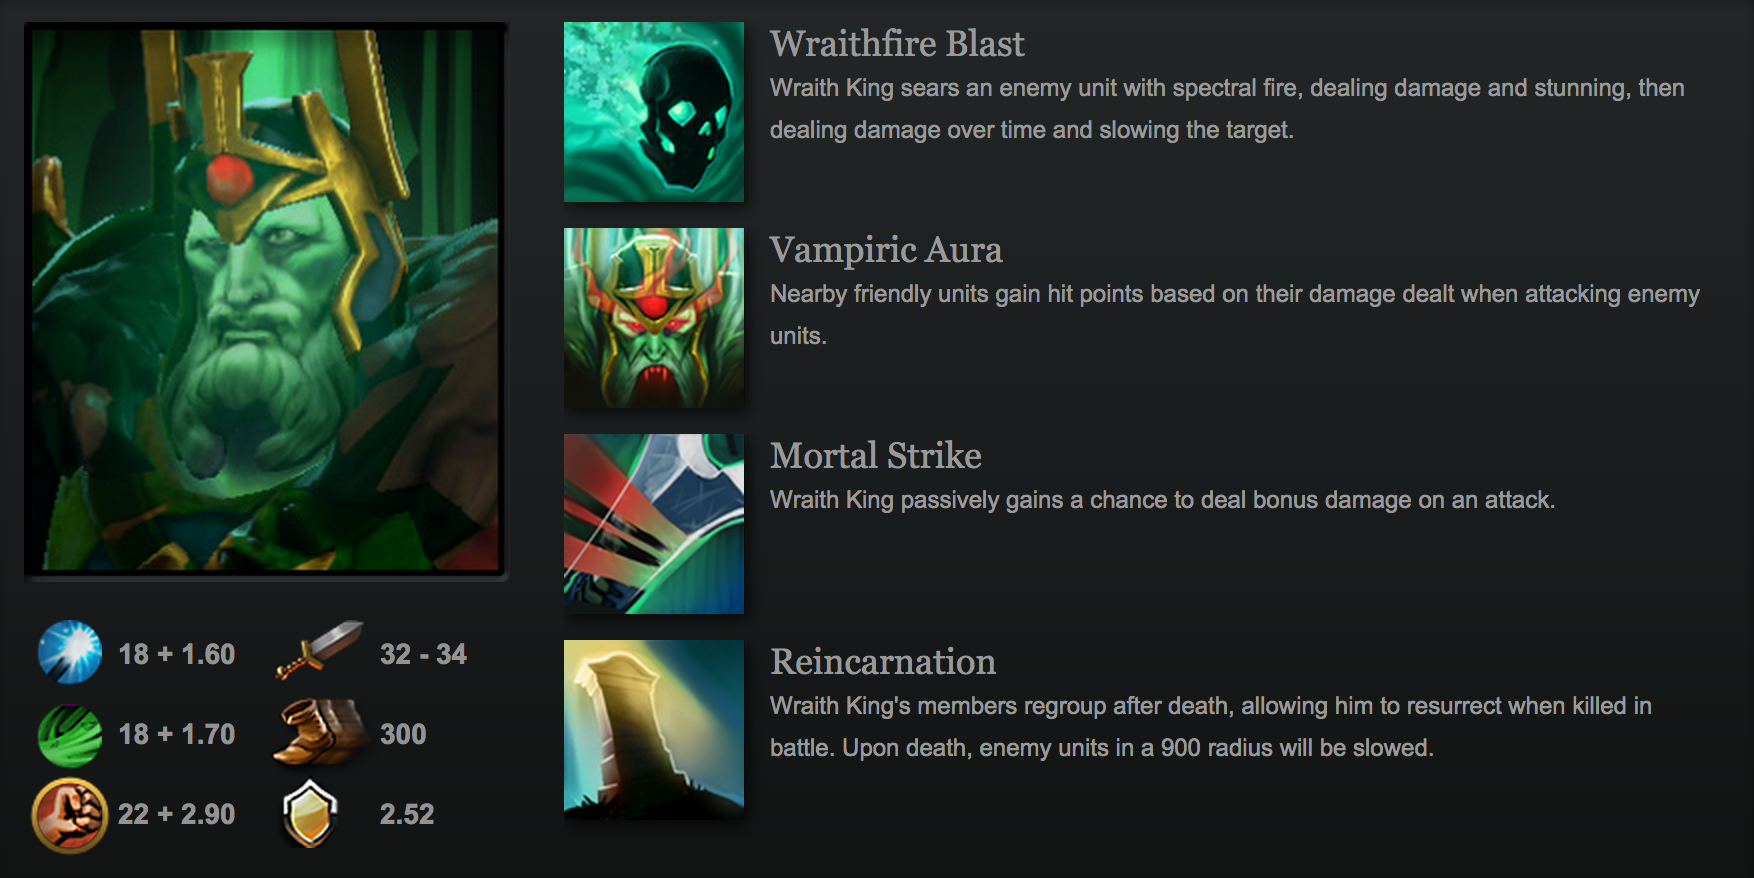 Wraithfire Blast
Wraith King sears an enemy unit with spectral fire, dealing damage and stunning, then
dealing damage over time and slowing the target.
Vampiric Aura
Nearby friendly units gain hit points based on their damage dealt when attacking enemy
units.
Mortal Strike
Wraith King passively gains a chance to deal bonus damage on an attack.
Reincarnation
Wraith King's members regroup after death, allowing him to resurrect when killed in
battle. Upon death, enemy units in a 900 radius will be slowed.
18 + 1.60
32 - 34
18 + 1.70
300
22 + 2.90
2.52